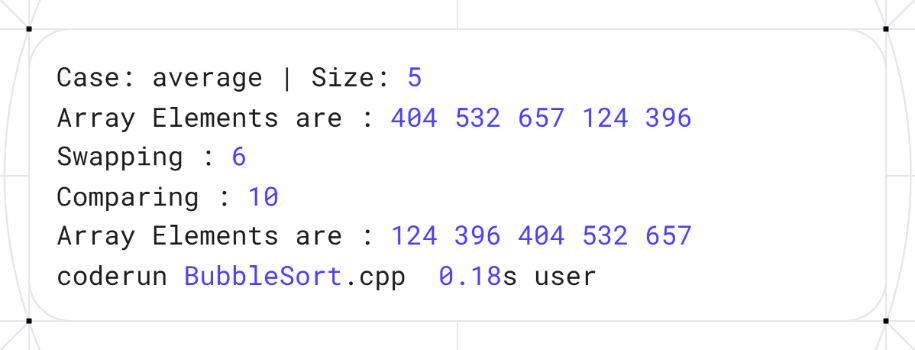 Case: average | Size: 5
Array Elements are : 404 532 657 124 396
Swapping : 6
Comparing : 10
Array Elements are : 124 396 404 532 657
coderun BubbleSort.cpp  0.18s user